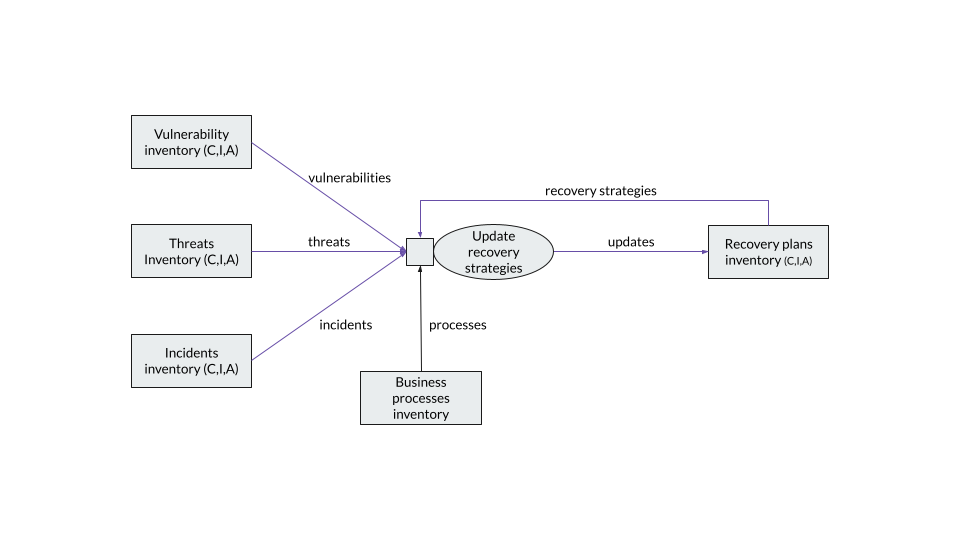 Vulnerability
inventory (C,I,A)
vulnerabilities
recovery strategies
Threats
Inventory (C,I,A)
threats
Update
recovery
strategies
updates
Recovery plans
inventory (C,I,A)
incidents
processes
Incidents
inventory (C,I,A)
Business
processes
inventory